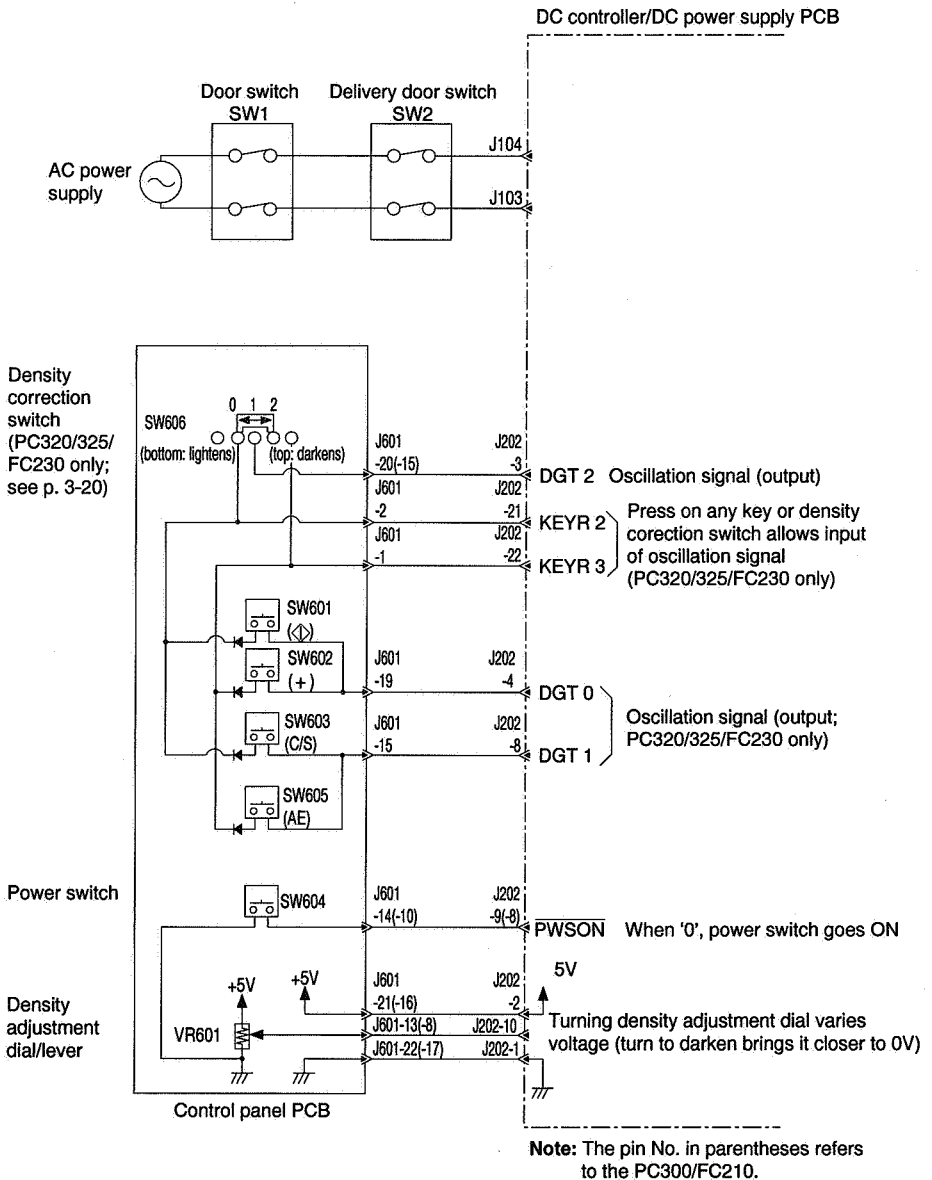 DC controller/DC power supply PCB
Door switch
SW1
Delivery door switch
SW2
AC power
supply
J104
J103
Density
correction
switch
(PC320/325/
FC230 only;
see p. 3-20)
SW606
0 1 2
(bottom: lightens)
(top: darkens)
J601
-20(-15)
J202
-3
DGT 2 Oscillation signal (output)
J601
-2
J202
-21
KEYR 2
J601
-1
J202
-22
KEYR 3
Press on any key or density
corection switch allows input
of oscillation signal
(PC320/325/FC230 only)
SW601
SW602
(+)
J601
-19
J202
-4
DGT 0
SW603
(C/S)
J601
-15
J202
-8
DGT 1
Oscillation signal (output;
PC320/325/FC230 only)
SW605
(AE)
Power switch
SW604
J601
-14(-10)
J202
-9(-8)
PWSON When '0', power switch goes ON
Density
adjustment
dial/lever
+5V
VR601
+5V
J601
-21(-16)
J202
-2
5V
J601-13(-8)
J202-10
J601-22(-17)
J202-1
Turning density adjustment dial varies
voltage (turn to darken brings it closer to 0V)
Control panel PCB
Note: The pin No. in parentheses refers
to the PC300/FC210.